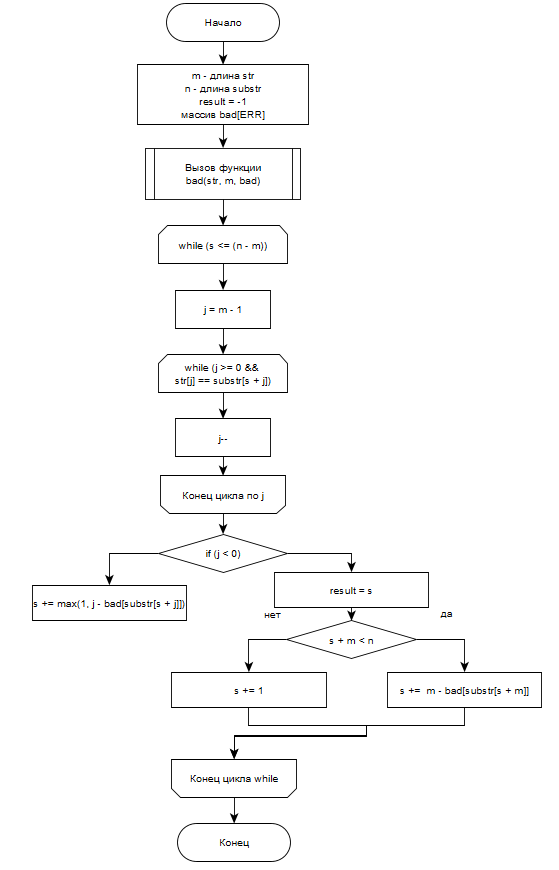 Начало
m - длина str
n - длина substr
result = -1
массив bad[ERR]
Вызов функции
bad(str, m, bad)
while (s <= (n - m))
j = m - 1
while (j >= 0 &&
str[j] == substr[s + j])
j--
Конец цикла по j
if (j < 0)
s += max(1, j - bad[substr[s + j]])
result = s
нет
да
s + m < n
s += 1
s += m - bad[substr[s + m]]
Конец цикла while
Конец